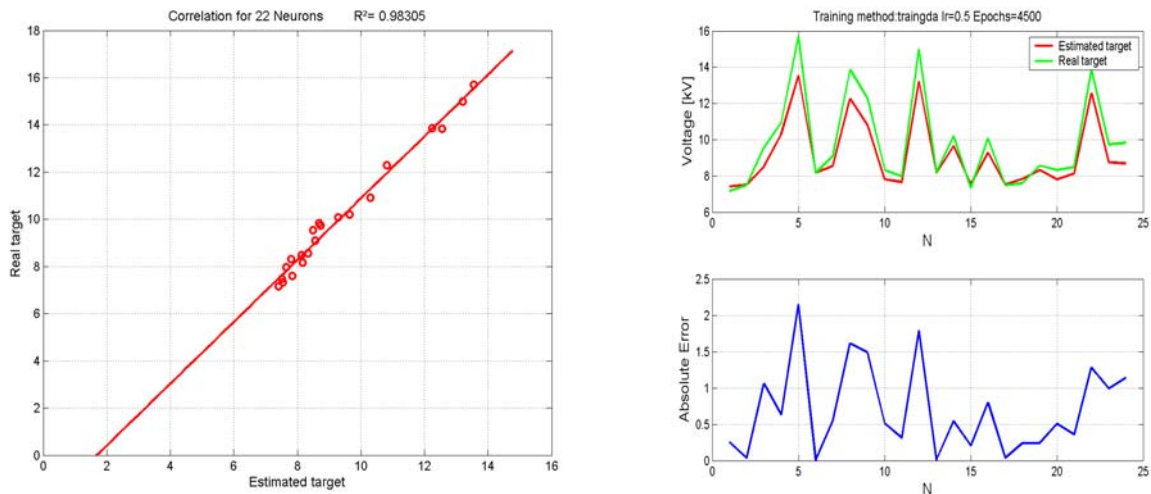 Correlation for 22 Neurons R²= 0.98305
18
16
14
12
10
8
6
4
2
0
Real target
0 2 4 6 8 10 12 14 16
Estimated target
Training method:traingda lr=0.5 Epochs=4500
Estimated target
Real target
16
14
12
10
8
6
Voltage [kV]
0 5 10 15 20 25
N
2.5
2
1.5
1
0.5
0
Absolute Error
0 5 10 15 20 25
N